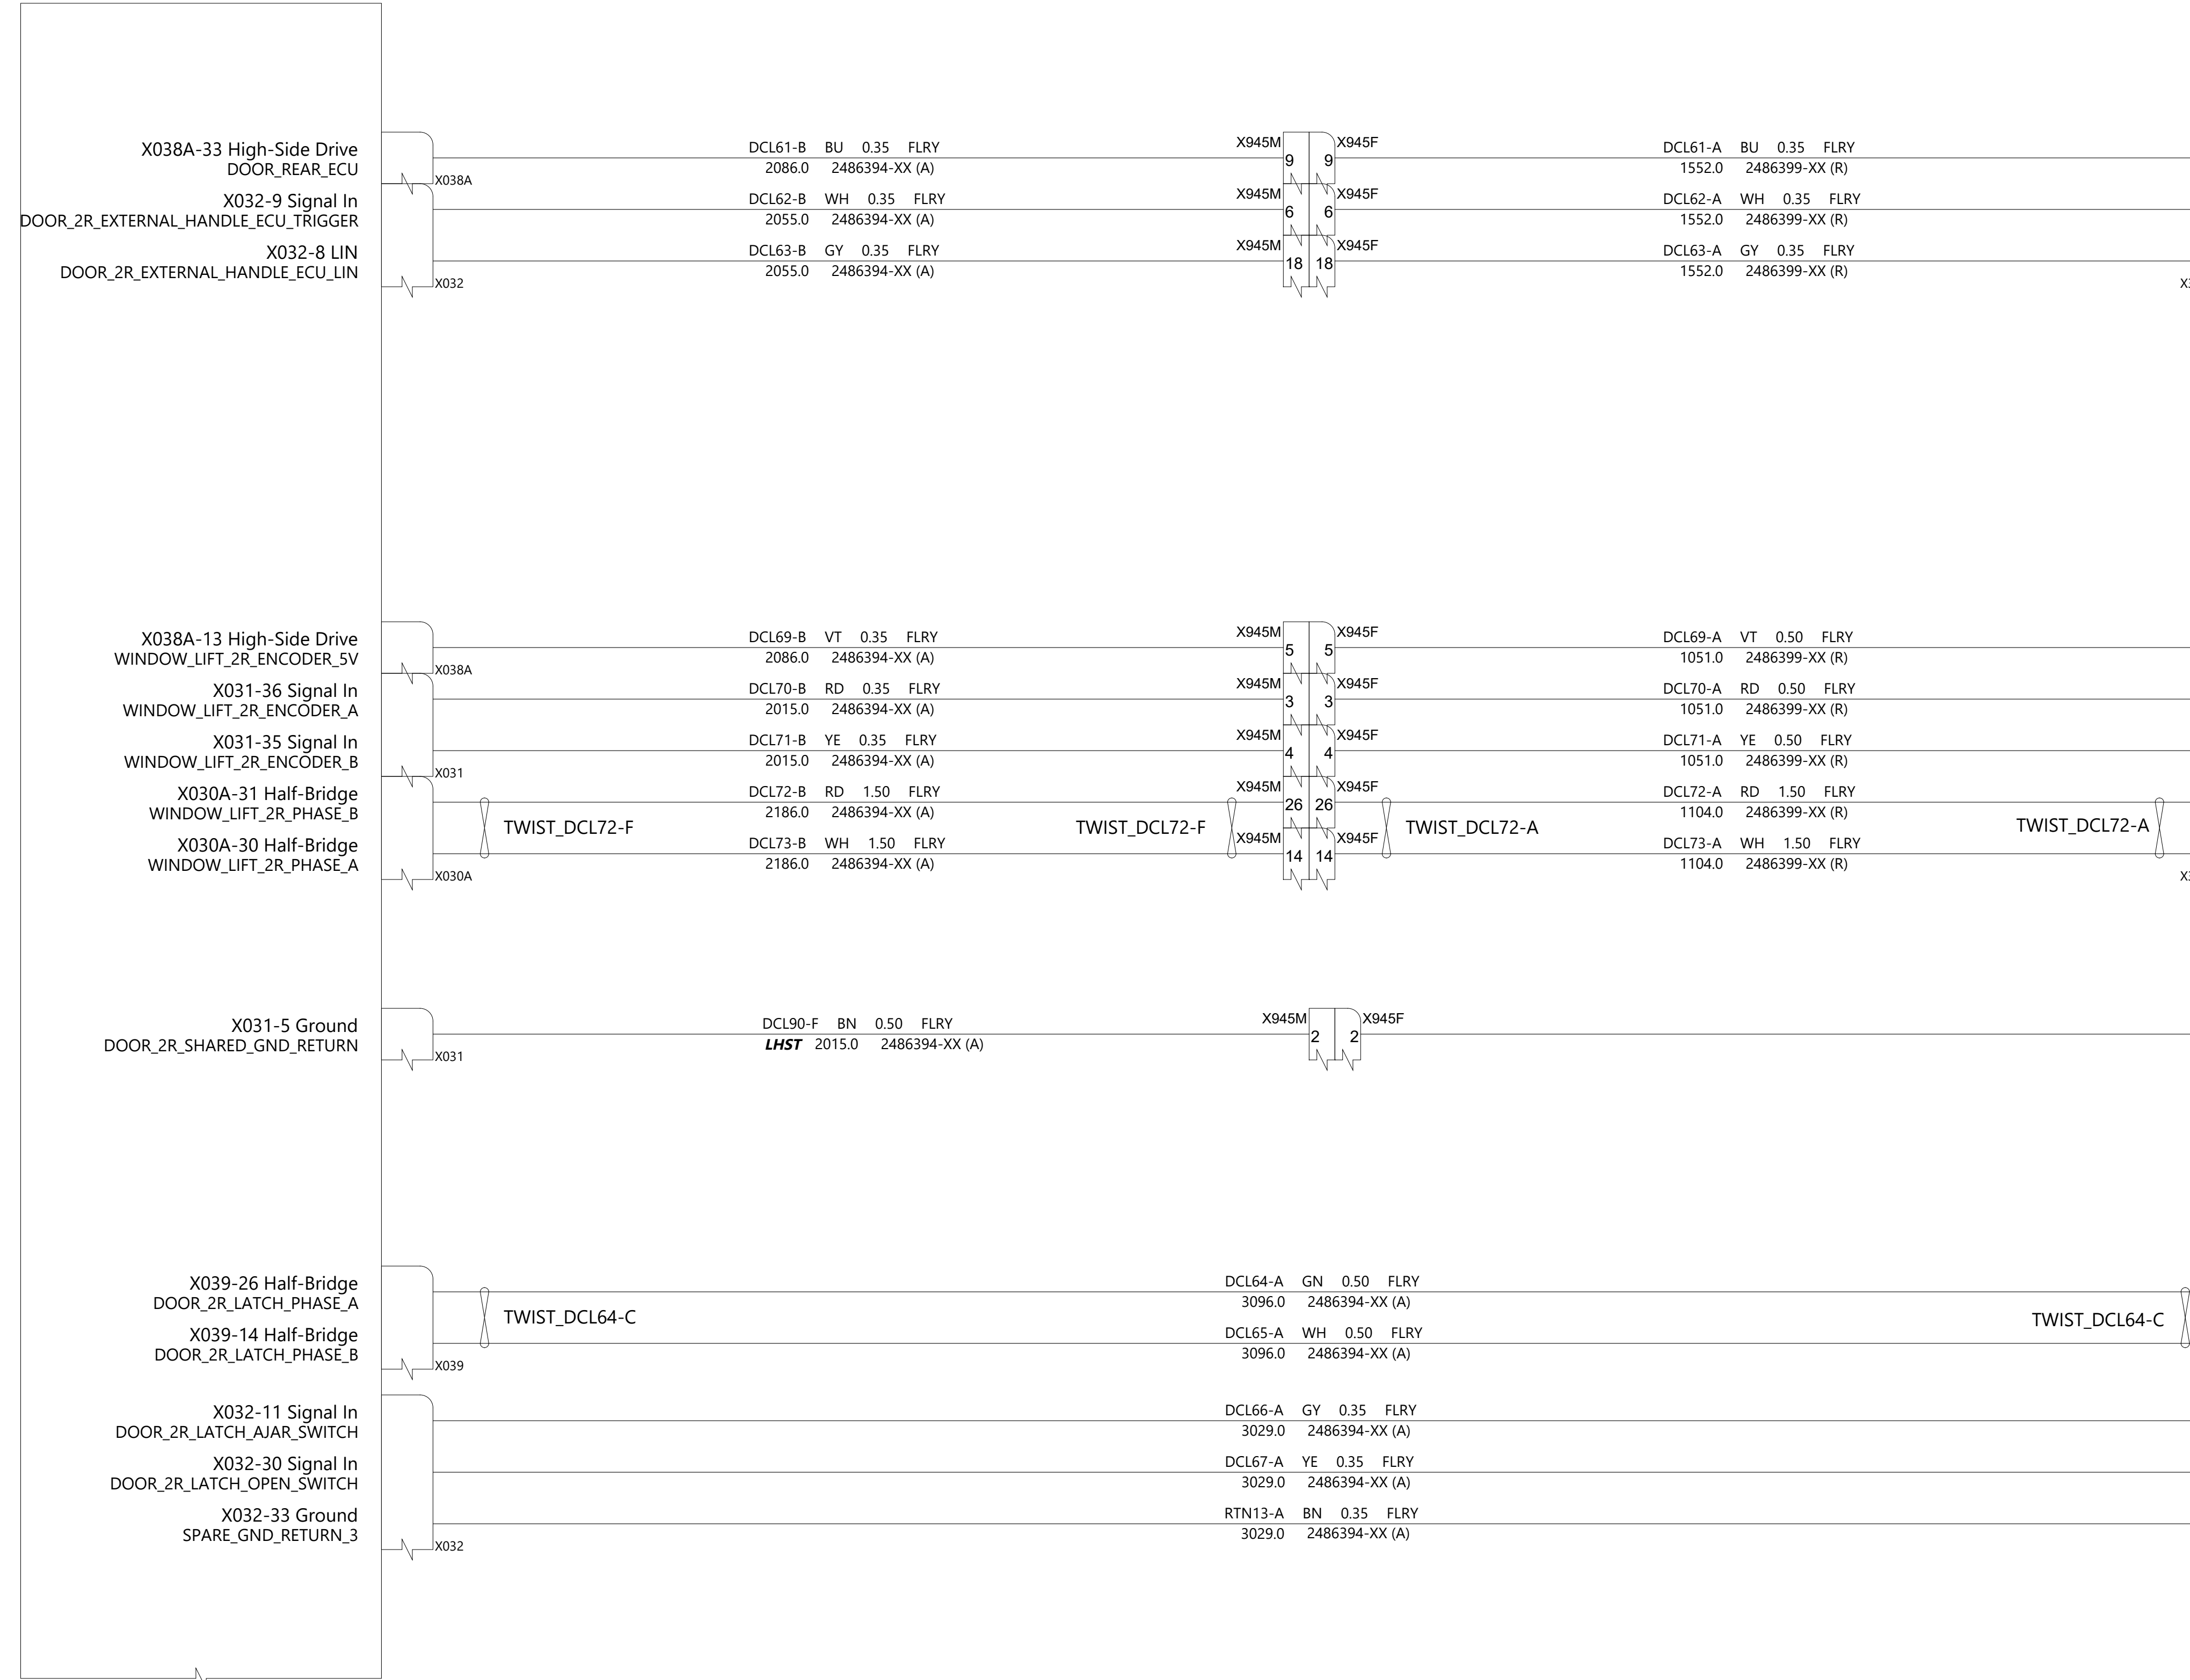 X038A-33 High-Side Drive
DOOR_REAR_ECU
X038A
DCL61-B BU 0.35 FLRY
2086.0 2486394-XX (A)
X945M 9 9 X945F
DCL61-A BU 0.35 FLRY
1552.0 2486399-XX (R)
X032-9 Signal In
DOOR_2R_EXTERNAL_HANDLE_ECU_TRIGGER
DCL62-B WH 0.35 FLRY
2055.0 2486394-XX (A)
X945M 6 6 X945F
DCL62-A WH 0.35 FLRY
1552.0 2486399-XX (R)
X032-8 LIN
DOOR_2R_EXTERNAL_HANDLE_ECU_LIN
X032
DCL63-B GY 0.35 FLRY
2055.0 2486394-XX (A)
X945M 18 18 X945F
DCL63-A GY 0.35 FLRY
1552.0 2486399-XX (R)
X038A-13 High-Side Drive
WINDOW_LIFT_2R_ENCODER_5V
X038A
DCL69-B VT 0.35 FLRY
2086.0 2486394-XX (A)
X945M 5 5 X945F
DCL69-A VT 0.50 FLRY
1051.0 2486399-XX (R)
X031-36 Signal In
WINDOW_LIFT_2R_ENCODER_A
DCL70-B RD 0.35 FLRY
2015.0 2486394-XX (A)
X945M 3 3 X945F
DCL70-A RD 0.50 FLRY
1051.0 2486399-XX (R)
X031-35 Signal In
WINDOW_LIFT_2R_ENCODER_B
X031
DCL71-B YE 0.35 FLRY
2015.0 2486394-XX (A)
X945M 4 4 X945F
DCL71-A YE 0.50 FLRY
1051.0 2486399-XX (R)
X030A-31 Half-Bridge
WINDOW_LIFT_2R_PHASE_B
DCL72-B RD 1.50 FLRY
2186.0 2486394-XX (A)
X945M 26 26 X945F
DCL72-A RD 1.50 FLRY
1104.0 2486399-XX (R)
TWIST_DCL72-F TWIST_DCL72-F TWIST_DCL72-A TWIST_DCL72-A
X030A-30 Half-Bridge
WINDOW_LIFT_2R_PHASE_A
X030A
DCL73-B WH 1.50 FLRY
2186.0 2486394-XX (A)
X945M 14 14 X945F
DCL73-A WH 1.50 FLRY
1104.0 2486399-XX (R)
X031-5 Ground
DOOR_2R_SHARED_GND_RETURN
X031
DCL90-F BN 0.50 FLRY
LHST 2015.0 2486394-XX (A)
X945M 2 2 X945F
X039-26 Half-Bridge
DOOR_2R_LATCH_PHASE_A
DCL64-A GN 0.50 FLRY
3096.0 2486394-XX (A)
TWIST_DCL64-C TWIST_DCL64-C
X039-14 Half-Bridge
DOOR_2R_LATCH_PHASE_B
X039
DCL65-A WH 0.50 FLRY
3096.0 2486394-XX (A)
X032-11 Signal In
DOOR_2R_LATCH_AJAR_SWITCH
DCL66-A GY 0.35 FLRY
3029.0 2486394-XX (A)
X032-30 Signal In
DOOR_2R_LATCH_OPEN_SWITCH
DCL67-A YE 0.35 FLRY
3029.0 2486394-XX (A)
X032-33 Ground
SPARE_GND_RETURN_3
X032
RTN13-A BN 0.35 FLRY
3029.0 2486394-XX (A)